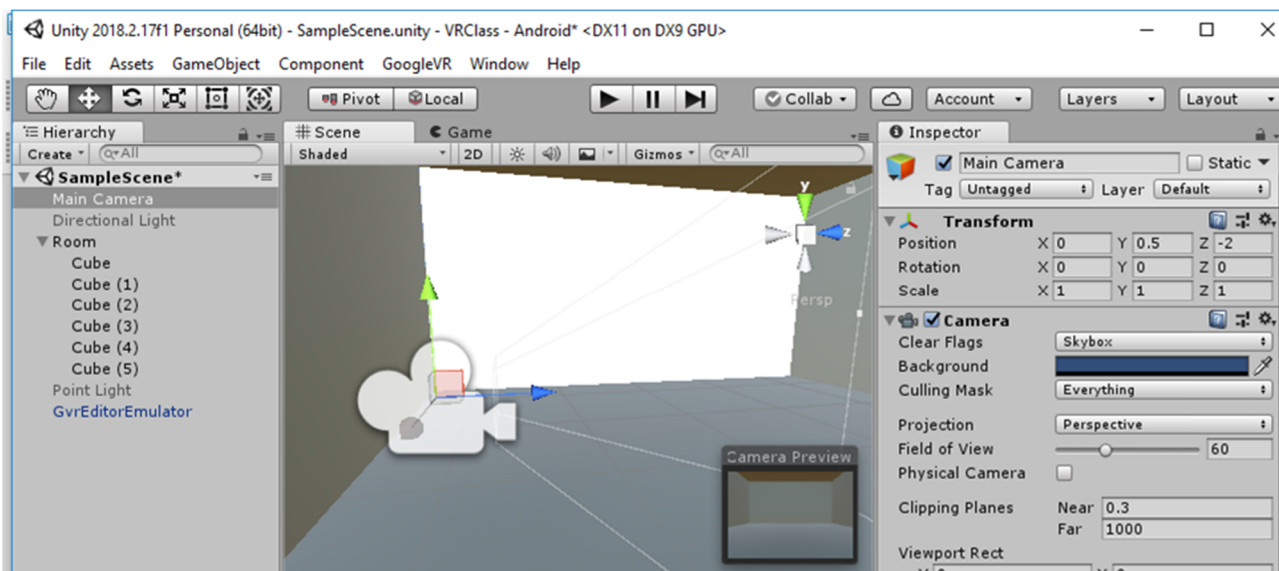 Unity 2018.2.17f1 Personal (64bit) - SampleScene.unity - VRClass - Android* <DX11 on DX9 GPU>
File Edit Assets GameObject Component GoogleVR Window Help
Pivot Local Collab Account Layers Layout
Hierarchy
Create All
SampleScene*
Main Camera
Directional Light
Room
Cube
Cube (1)
Cube (2)
Cube (3)
Cube (4)
Cube (5)
Point Light
GvrEditorEmulator
Scene Game
Shaded 2D Gizmos All
y
z
Persp
Camera Preview
Inspector
Main Camera Static
Tag Untagged Layer Default
Transform
Position X 0 Y 0.5 Z -2
Rotation X 0 Y 0 Z 0
Scale X 1 Y 1 Z 1
Camera
Clear Flags Skybox
Background
Culling Mask Everything
Projection Perspective
Field of View 60
Physical Camera
Clipping Planes Near 0.3
Far 1000
Viewport Rect